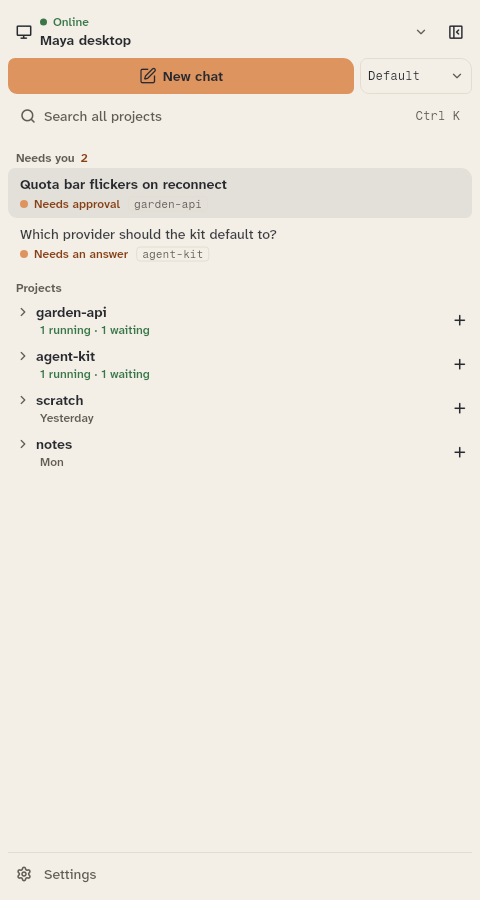 Online
Maya desktop
New chat
Default
Search all projects
Ctrl K
Needs you 2
Quota bar flickers on reconnect
Needs approval garden-api
Which provider should the kit default to?
Needs an answer agent-kit
Projects
garden-api
1 running · 1 waiting
agent-kit
1 running · 1 waiting
scratch
Yesterday
notes
Mon
Settings